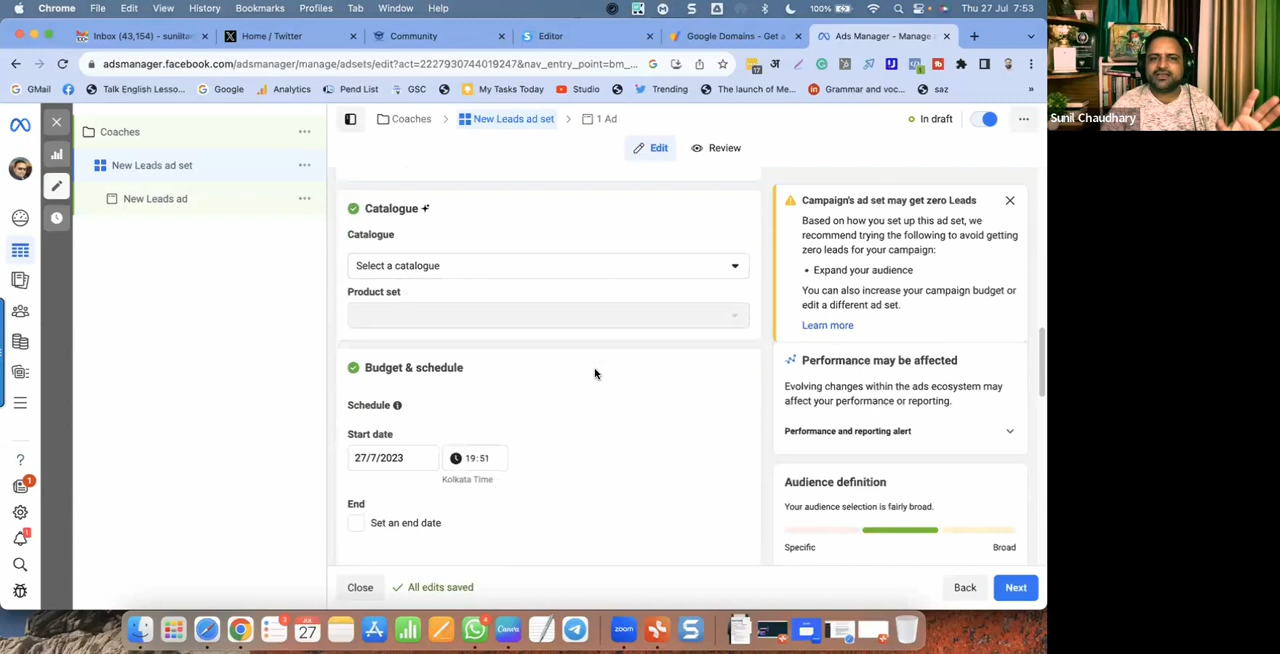 Chrome File Edit View History Bookmarks Profiles Tab Window Help 100% Thu 27 Jul 7:53
Inbox (43,154) - suniltan Home / Twitter Community Editor Google Domains - Get a Ads Manager - Manage
adsmanager.facebook.com/adsmanager/manage/adsets/edit?act=2227930744019247&nav_entry_point=bm_...
GMail Talk English Lesso... Google Analytics Pend List GSC My Tasks Today Studio Trending The launch of Me... Grammar and voc... saz
Sunil Chaudhary
Coaches
New Leads ad set
New Leads ad
Coaches New Leads ad set 1 Ad
In draft
Edit Review
Catalogue
Catalogue
Select a catalogue
Product set
Budget & schedule
Schedule
Start date
27/7/2023 19:51
Kolkata Time
End
Set an end date
Campaign's ad set may get zero Leads
Based on how you set up this ad set, we
recommend trying the following to avoid getting
zero leads for your campaign:
• Expand your audience
You can also increase your campaign budget or
edit a different ad set.
Learn more
Performance may be affected
Evolving changes within the ads ecosystem may
affect your performance or reporting.
Performance and reporting alert
Audience definition
Your audience selection is fairly broad.
Specific Broad
Close All edits saved Back Next